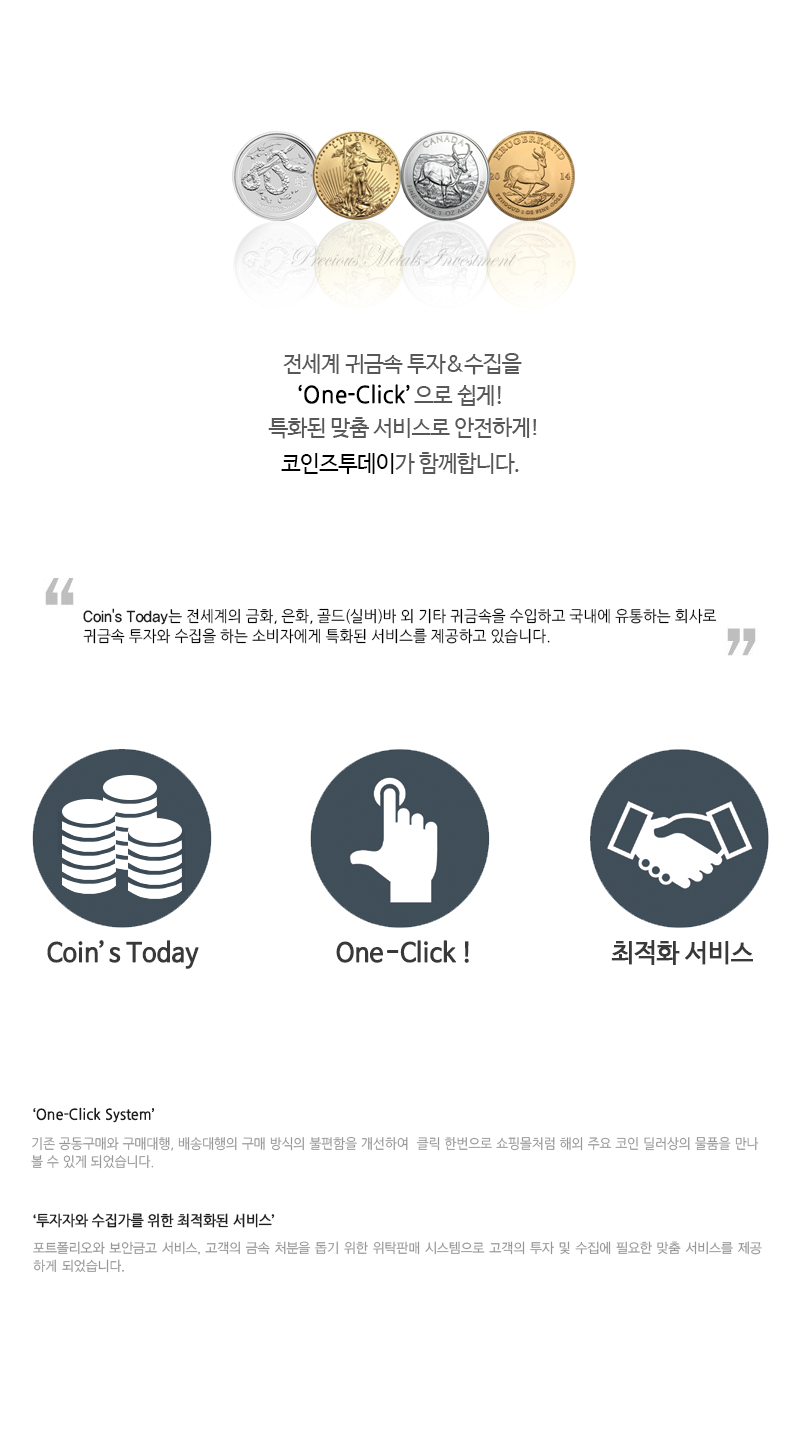 CANADA
KRUGERRAND
20 14
FINE SILVER 1 OZ ARGENT PUR
FYNGOUD 1 OZ FINE GOLD
Precious Metals Investment
전세계 귀금속 투자&수집을
‘One-Click’ 으로 쉽게!
특화된 맞춤 서비스로 안전하게!
코인즈투데이가 함께합니다.
“
Coin's Today는 전세계의 금화, 은화, 골드(실버)바 외 기타 귀금속을 수입하고 국내에 유통하는 회사로
귀금속 투자와 수집을 하는 소비자에게 특화된 서비스를 제공하고 있습니다.
”
Coin’s Today
One-Click !
최적화 서비스
‘One-Click System’
기존 공동구매와 구매대행, 배송대행의 구매 방식의 불편함을 개선하여 클릭 한번으로 쇼핑몰처럼 해외 주요 코인 딜러상의 물품을 만나
볼 수 있게 되었습니다.
‘투자자와 수집가를 위한 최적화된 서비스’
포트폴리오와 보안금고 서비스, 고객의 금속 처분을 돕기 위한 위탁판매 시스템으로 고객의 투자 및 수집에 필요한 맞춤 서비스를 제공
하게 되었습니다.